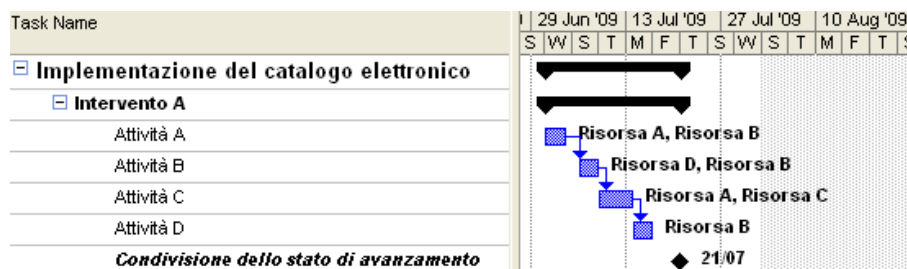 Task Name
29 Jun '09 13 Jul '09 27 Jul '09 10 Aug '09
S W S T M F T S W S T M F T
Implementazione del catalogo elettronico
Intervento A
Attività A Risorsa A, Risorsa B
Attività B Risorsa D, Risorsa B
Attività C Risorsa A, Risorsa C
Attività D Risorsa B
Condivisione dello stato di avanzamento 21/07